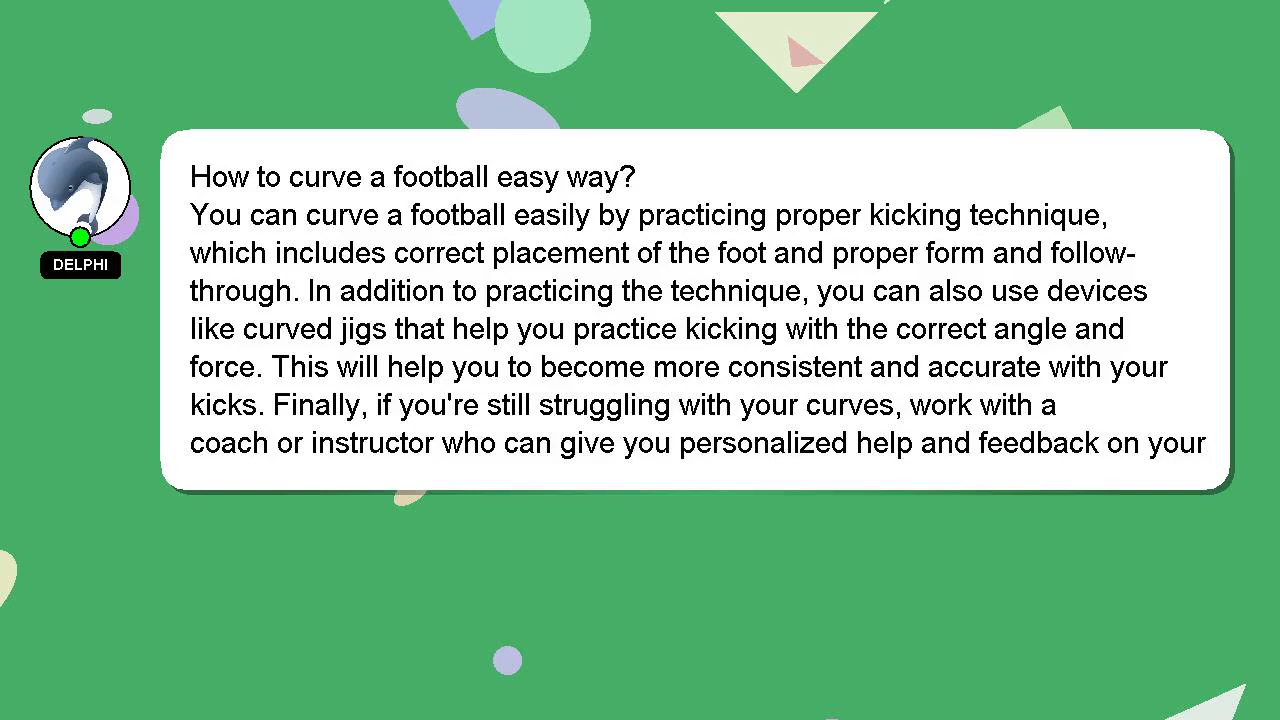 How to curve a football easy way?
You can curve a football easily by practicing proper kicking technique,
which includes correct placement of the foot and proper form and follow-
through. In addition to practicing the technique, you can also use devices
like curved jigs that help you practice kicking with the correct angle and
force. This will help you to become more consistent and accurate with your
kicks. Finally, if you're still struggling with your curves, work with a
coach or instructor who can give you personalized help and feedback on your
DELPHI